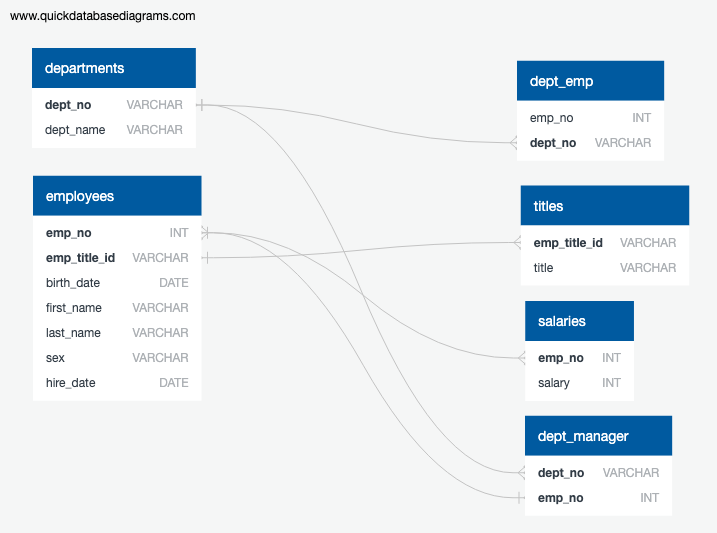 www.quickdatabasediagrams.com
departments
dept_no VARCHAR
dept_name VARCHAR
employees
emp_no INT
emp_title_id VARCHAR
birth_date DATE
first_name VARCHAR
last_name VARCHAR
sex VARCHAR
hire_date DATE
dept_emp
emp_no INT
dept_no VARCHAR
titles
emp_title_id VARCHAR
title VARCHAR
salaries
emp_no INT
salary INT
dept_manager
dept_no VARCHAR
emp_no INT